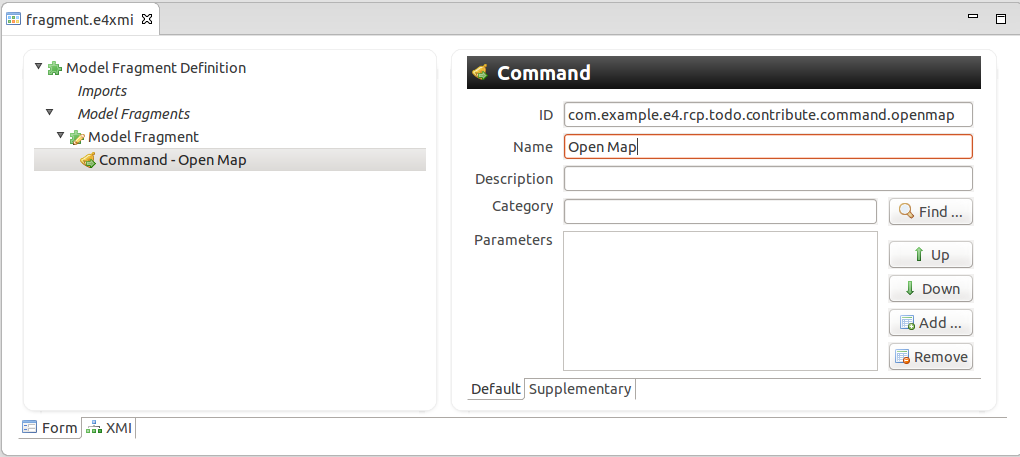 fragment.e4xmi
Model Fragment Definition
Imports
Model Fragments
Model Fragment
Command - Open Map
Command
ID com.example.e4.rcp.todo.contribute.command.openmap
Name Open Map
Description
Category Find ...
Parameters
Up
Down
Add ...
Remove
Default Supplementary
Form XMI